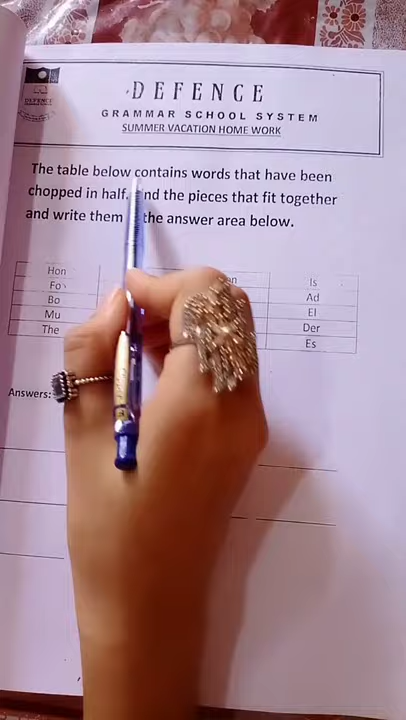 DEFENCE
DEFENCE
GRAMMAR SCHOOL SYSTEM
SUMMER VACATION HOME WORK
The table below contains words that have been
chopped in half. nd the pieces that fit together
and write them the answer area below.
Hon Is
Fo Ad
Bo El
Mu Der
The Es
Answers: